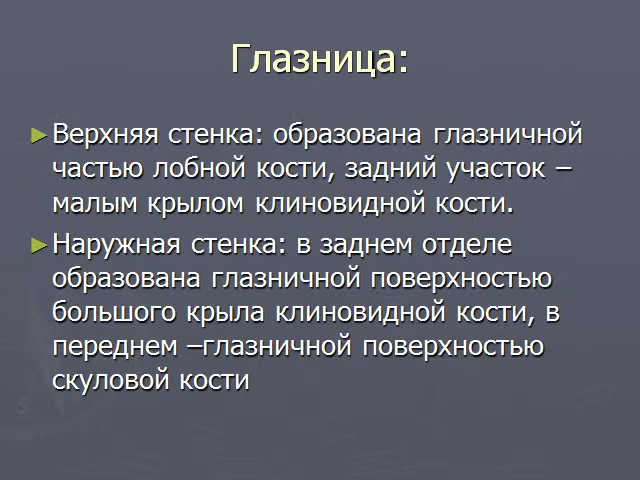 Глазница:
► Верхняя стенка: образована глазничной
частью лобной кости, задний участок –
малым крылом клиновидной кости.
► Наружная стенка: в заднем отделе
образована глазничной поверхностью
большого крыла клиновидной кости, в
переднем –глазничной поверхностью
скуловой кости